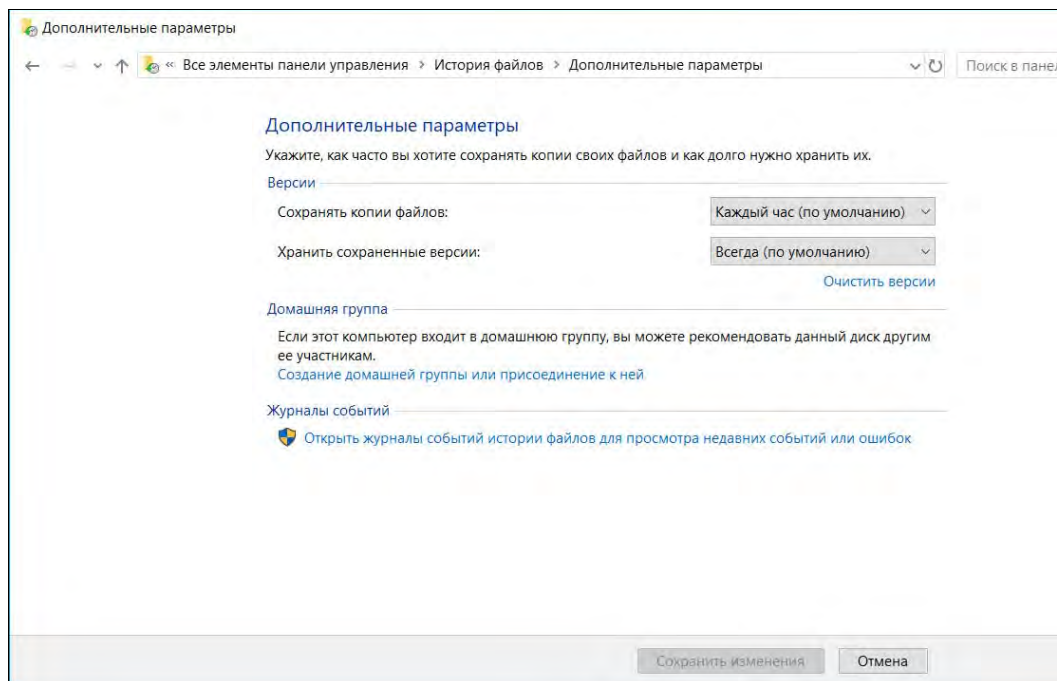 Дополнительные параметры
« Все элементы панели управления > История файлов > Дополнительные параметры
Поиск в панел
Дополнительные параметры
Укажите, как часто вы хотите сохранять копии своих файлов и как долго нужно хранить их.
Версии
Сохранять копии файлов: Каждый час (по умолчанию)
Хранить сохраненные версии: Всегда (по умолчанию)
Очистить версии
Домашняя группа
Если этот компьютер входит в домашнюю группу, вы можете рекомендовать данный диск другим
ее участникам.
Создание домашней группы или присоединение к ней
Журналы событий
Открыть журналы событий истории файлов для просмотра недавних событий или ошибок
Сохранить изменения Отмена